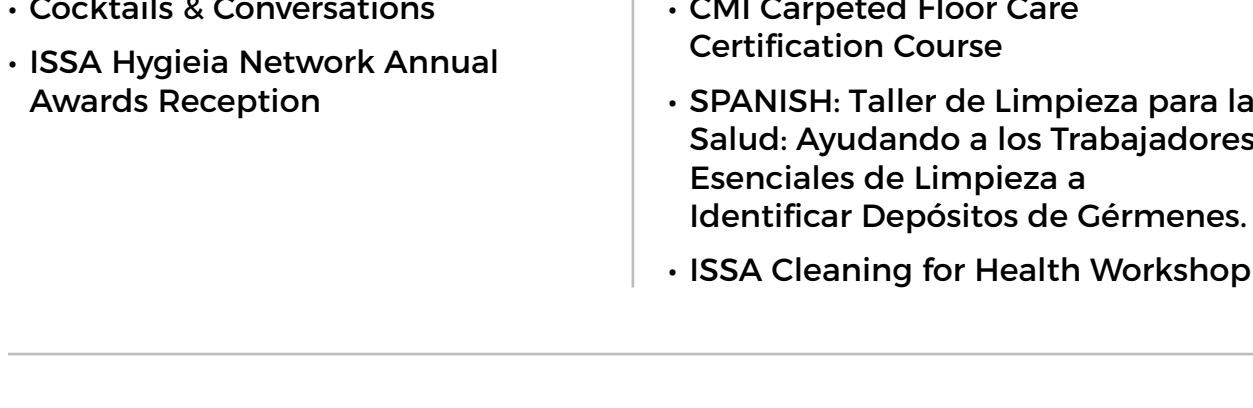 • Cocktails & Conversations
• ISSA Hygieia Network Annual
Awards Reception
• CMI Carpeted Floor Care
Certification Course
• SPANISH: Taller de Limpieza para la
Salud: Ayudando a los Trabajadores
Esenciales de Limpieza a
Identificar Depósitos de Gérmenes.
• ISSA Cleaning for Health Workshop